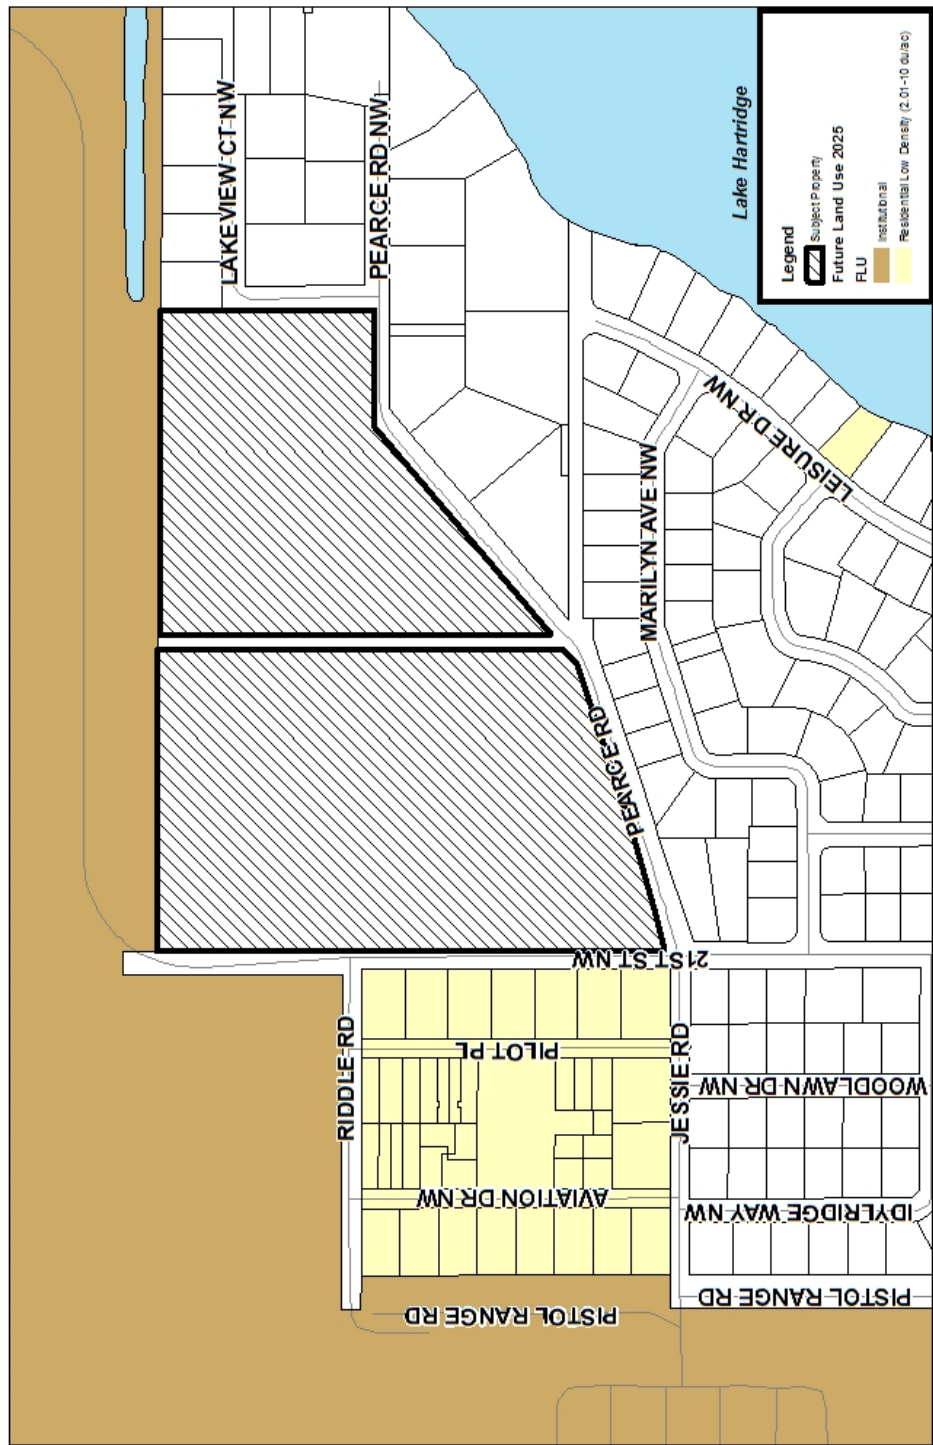 LAKEVIEW CT NW
PEARCE RD NW
Lake Hartridge
Legend
Subject Property
Future Land Use 2025
FLU
Institutional
Residential Low Density (2.01-10 du/ac)
LEISURE DR NW
MARILYN AVE NW
PEARCE RD
21ST ST NW
RIDDLE RD
PILOT PL
JESSIE RD
WOODLAWN DR NW
AVIATION DR NW
IDYLRIDGE WAY NW
PISTOL RANGE RD
PISTOL RANGE RD